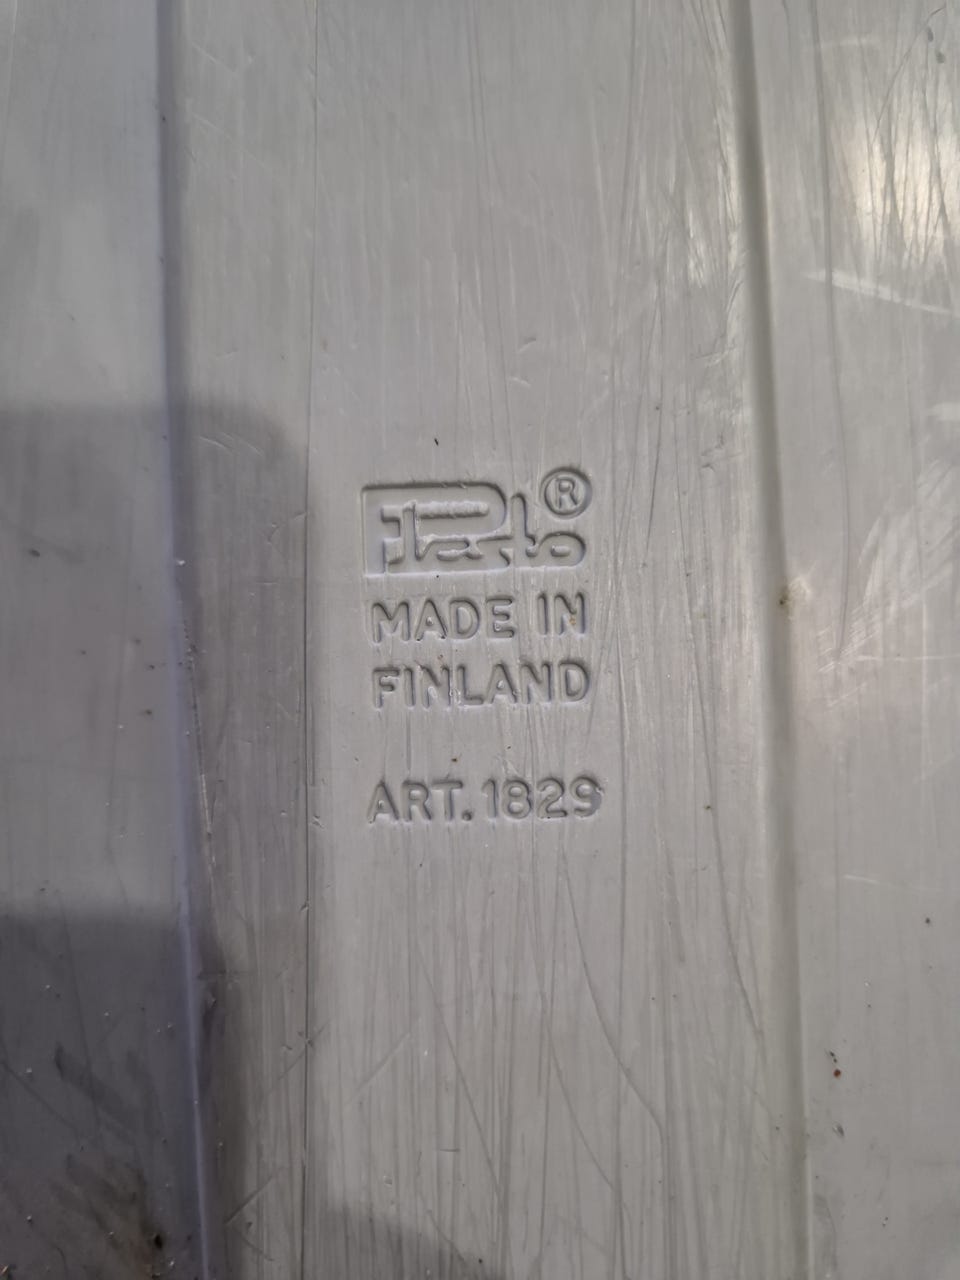 ®
MADE IN
FINLAND
ART. 1829